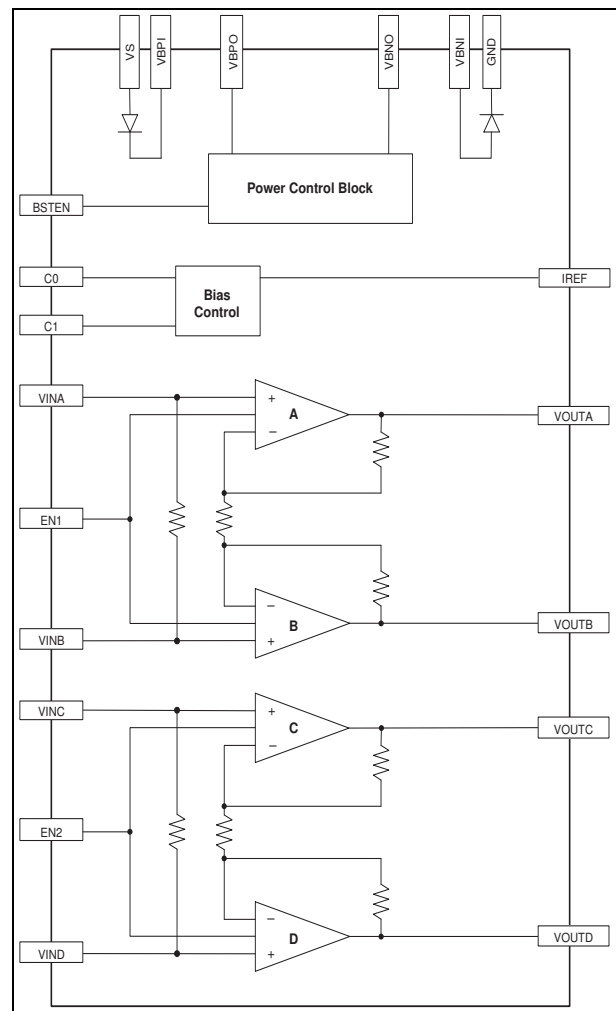 VS
VBPI
VBPO
VBNO
VBNI
GND
Power Control Block
BSTEN
C0
Bias
Control
IREF
C1
VINA
+
A
−
VOUTA
EN1
−
B
+
VOUTB
VINB
VINC
+
C
−
VOUTC
EN2
−
D
+
VOUTD
VIND